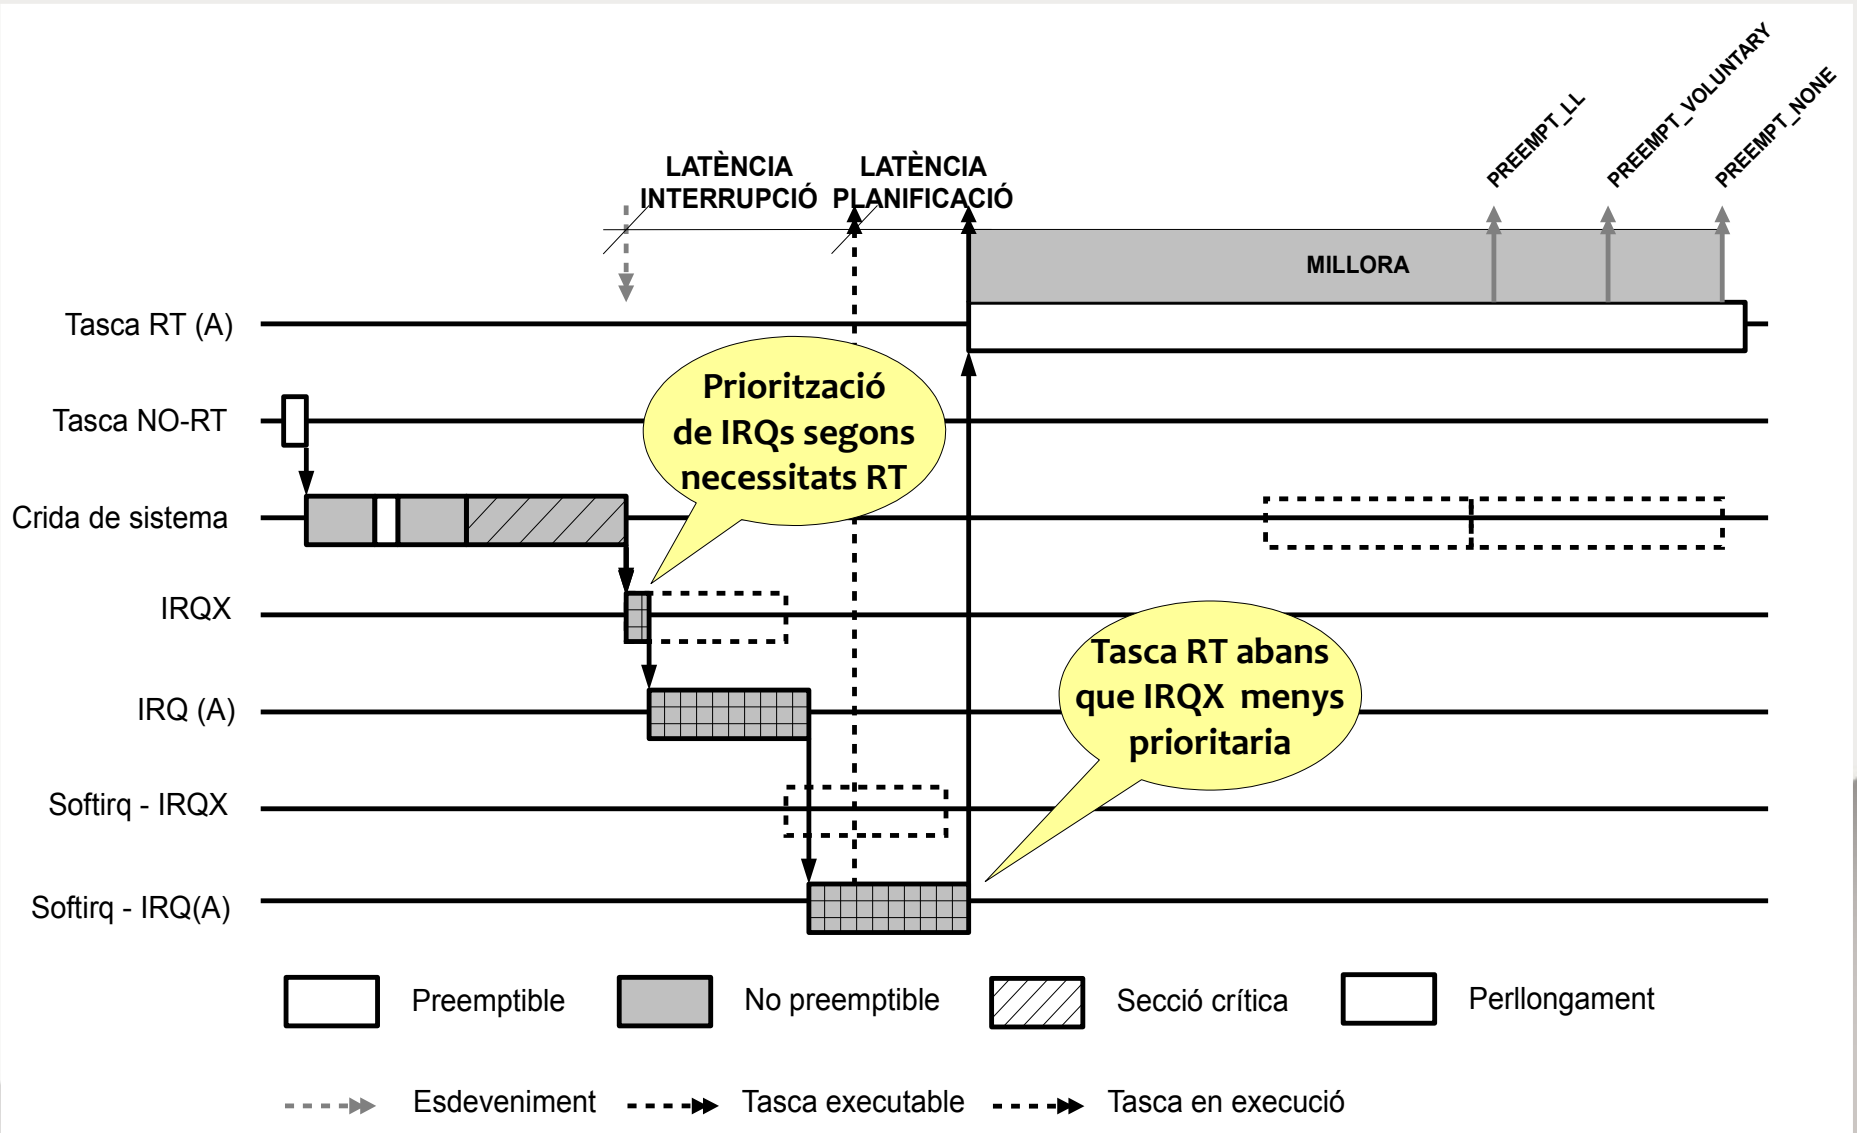 PREEMPT_LL
PREEMPT_VOLUNTARY
PREEMPT_NONE
LATÈNCIA
INTERRUPCIÓ
LATÈNCIA
PLANIFICACIÓ
MILLORA
Tasca RT (A)
Priorització
de IRQs segons
necessitats RT
Tasca NO-RT
Crida de sistema
IRQX
Tasca RT abans
que IRQX menys
prioritaria
IRQ (A)
Softirq - IRQX
Softirq - IRQ(A)
Preemptible
No preemptible
Secció crítica
Perllongament
Esdeveniment
Tasca executable
Tasca en execució